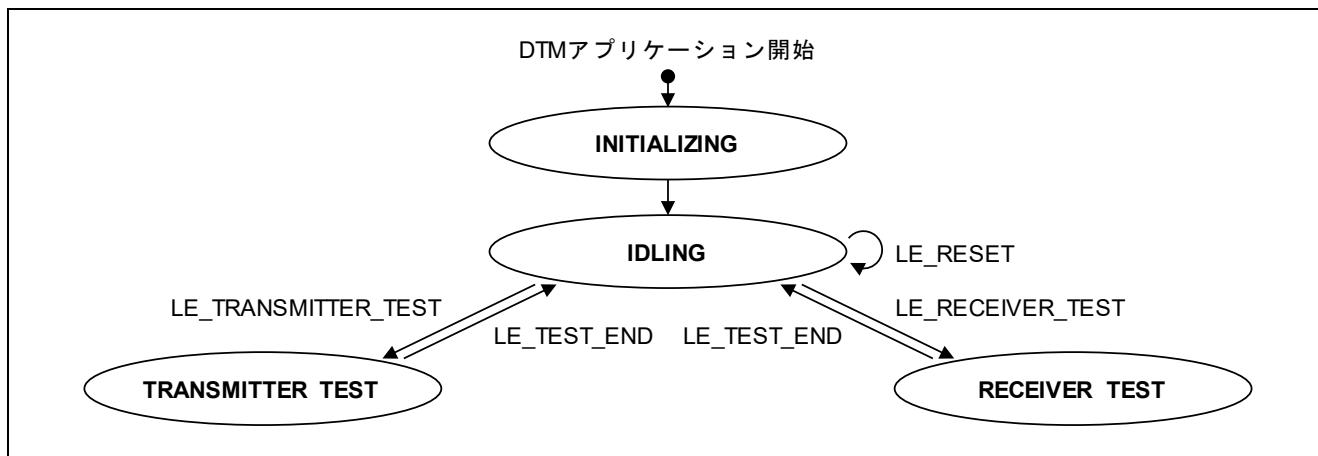 DTMアプリケーション開始
INITIALIZING
IDLING
LE_RESET
LE_TRANSMITTER_TEST
LE_RECEIVER_TEST
LE_TEST_END
LE_TEST_END
TRANSMITTER TEST
RECEIVER TEST